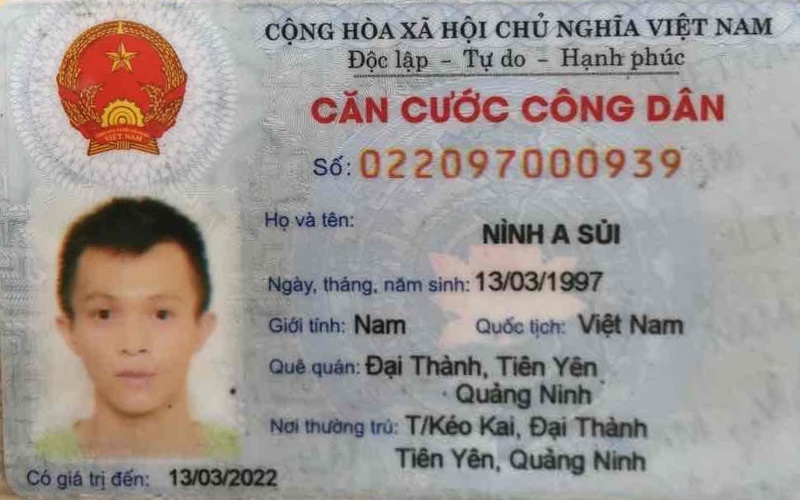 CỘNG HÒA XÃ HỘI CHỦ NGHĨA VIỆT NAM
Độc lập - Tự do - Hạnh phúc
CĂN CƯỚC CÔNG DÂN
Số: 022097000939
Họ và tên: NÌNH A SỦI
Ngày, tháng, năm sinh: 13/03/1997
Giới tính: Nam Quốc tịch: Việt Nam
Quê quán: Đại Thành, Tiên Yên
Quảng Ninh
Nơi thường trú: T/Kéo Kai, Đại Thành
Tiên Yên, Quảng Ninh
Có giá trị đến: 13/03/2022